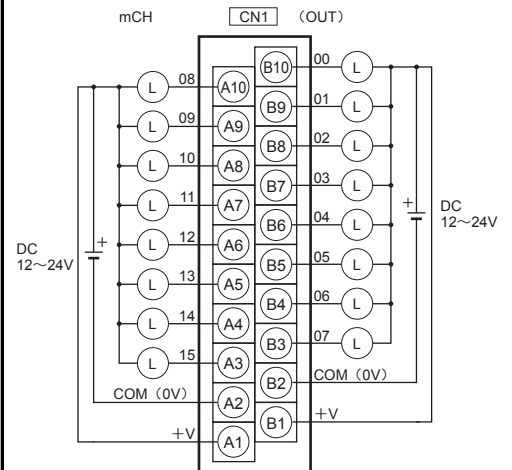 mCH CN1 （OUT）
B10 00 L
L 08 A10
B9 01 L
L 09 A9
B8 02 L
L 10 A8
B7 03 L
L 11 A7
B6 04 L
L 12 A6
B5 05 L
L 13 A5
B4 06 L
L 14 A4
B3 07 L
L 15 A3
B2 COM（0V）
COM（0V） A2
B1 ＋V
＋V A1
DC
12～24V
+
+
DC
12～24V